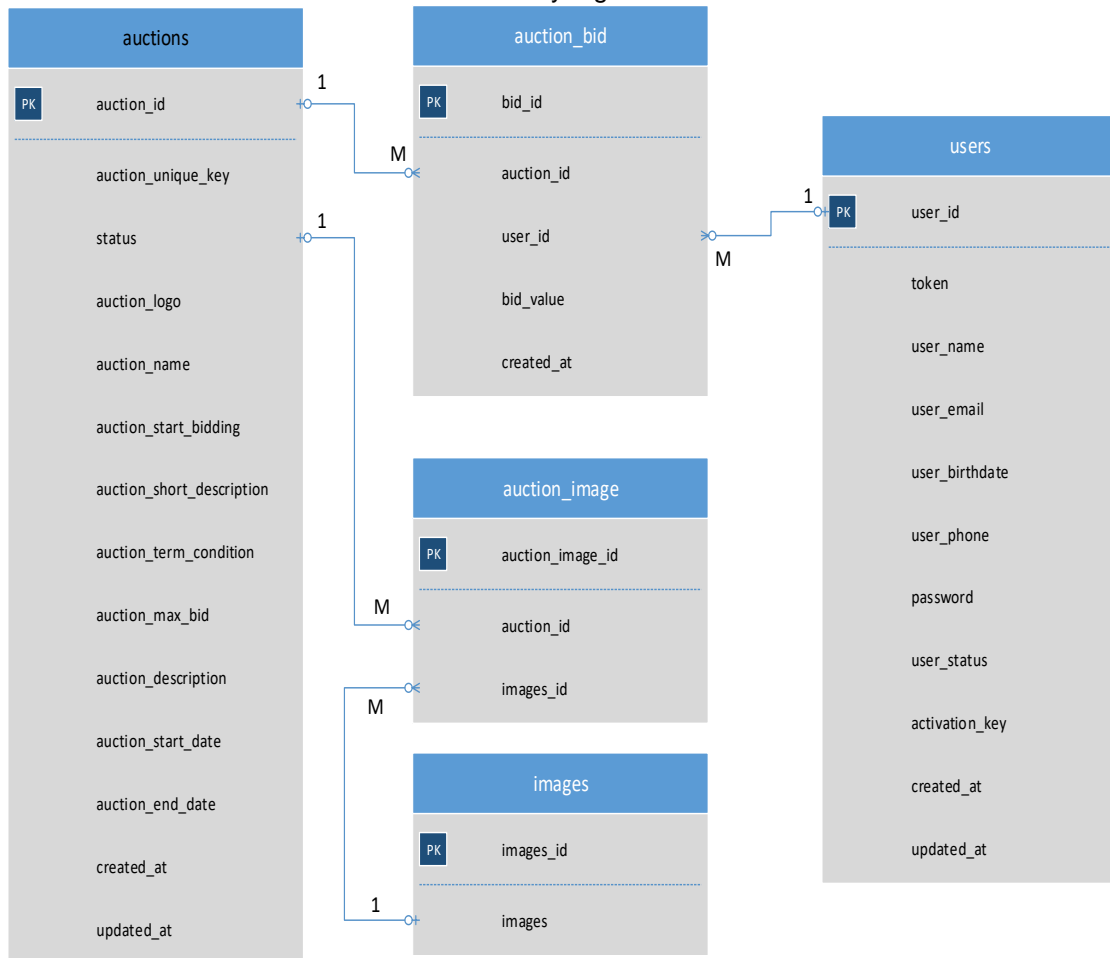 auctions
PK
auction_id
auction_unique_key
status
auction_logo
auction_name
auction_start_bidding
auction_short_description
auction_term_condition
auction_max_bid
auction_description
auction_start_date
auction_end_date
created_at
updated_at
1
M
1
M
auction_bid
PK
bid_id
auction_id
user_id
bid_value
created_at
M
1
auction_image
PK
auction_image_id
auction_id
images_id
M
1
images
PK
images_id
images
users
PK
user_id
token
user_name
user_email
user_birthdate
user_phone
password
user_status
activation_key
created_at
updated_at